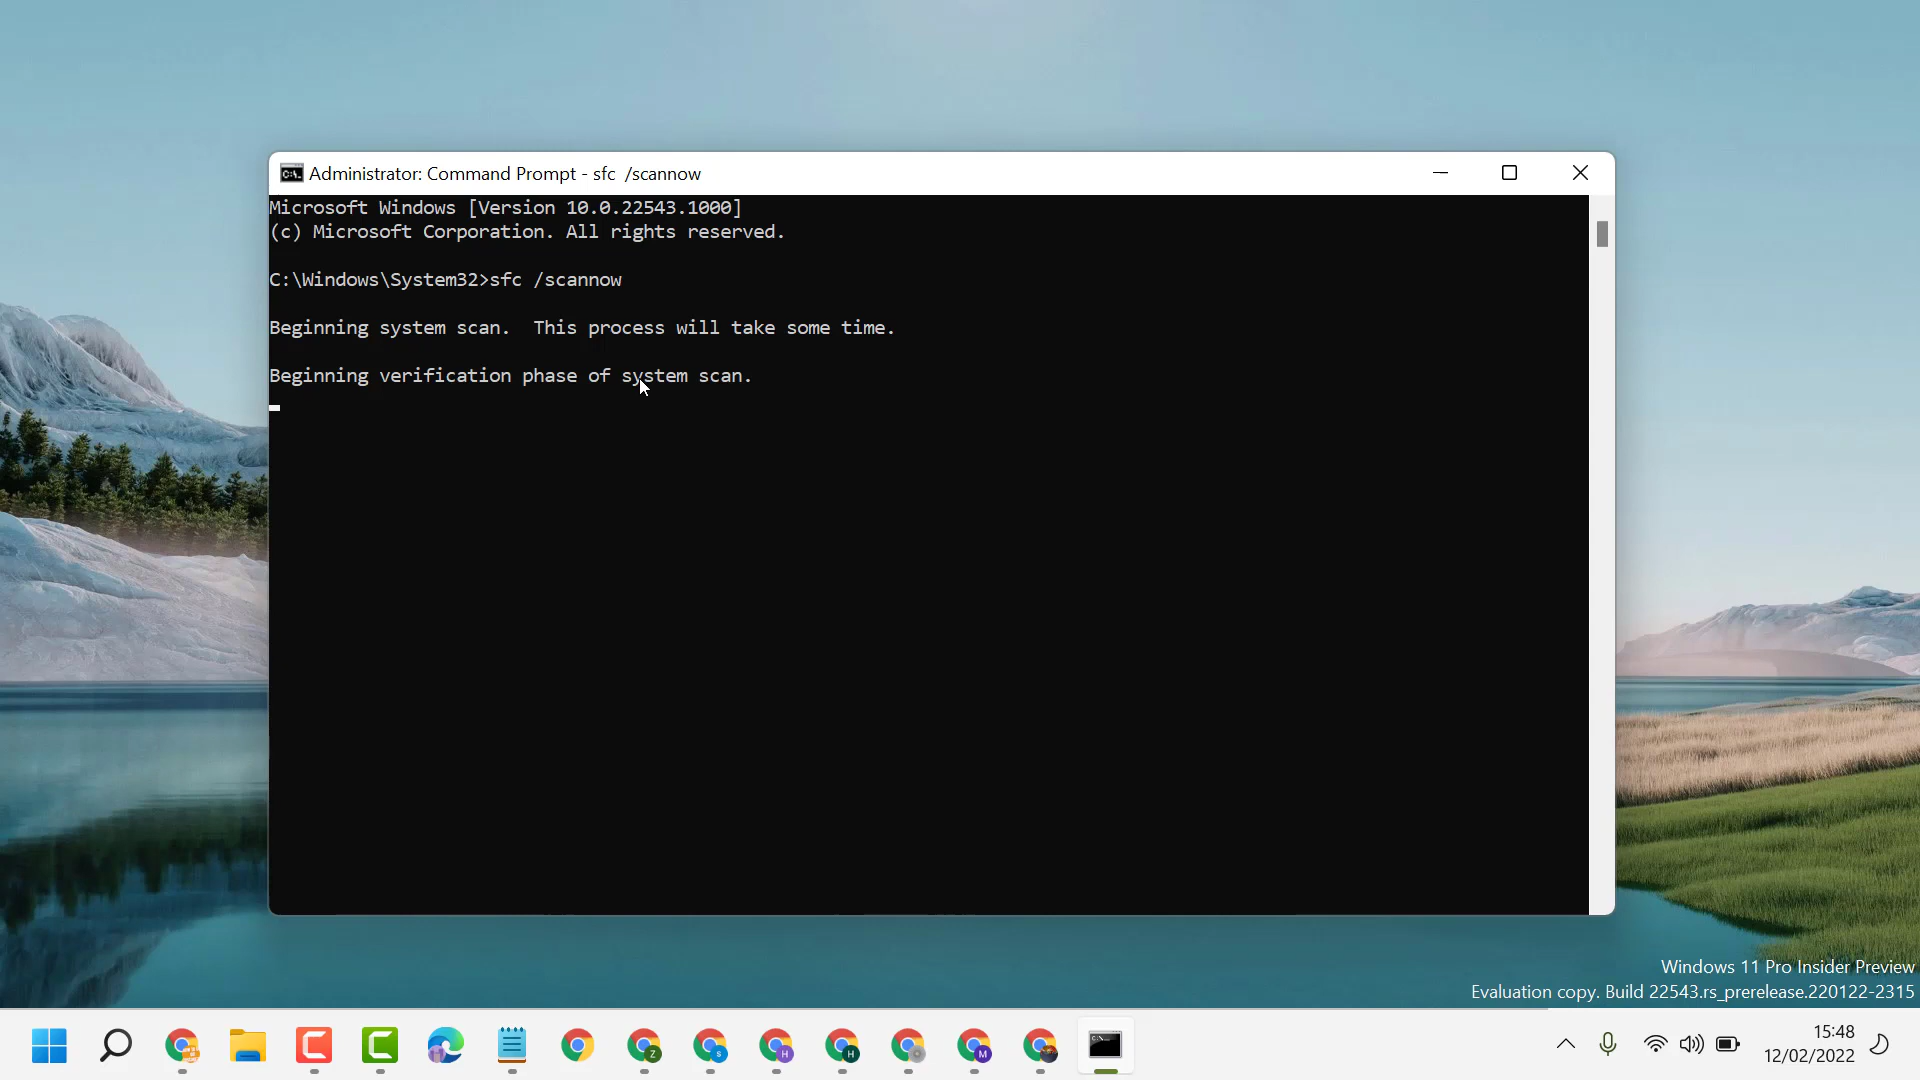 Administrator: Command Prompt - sfc  /scannow
Microsoft Windows [Version 10.0.22543.1000]
(c) Microsoft Corporation. All rights reserved.
C:\Windows\System32>sfc /scannow
Beginning system scan.  This process will take some time.
Beginning verification phase of system scan.
Windows 11 Pro Insider Preview
Evaluation copy. Build 22543.rs_prerelease.220122-2315
Z
S
H
H
M
15:48
12/02/2022